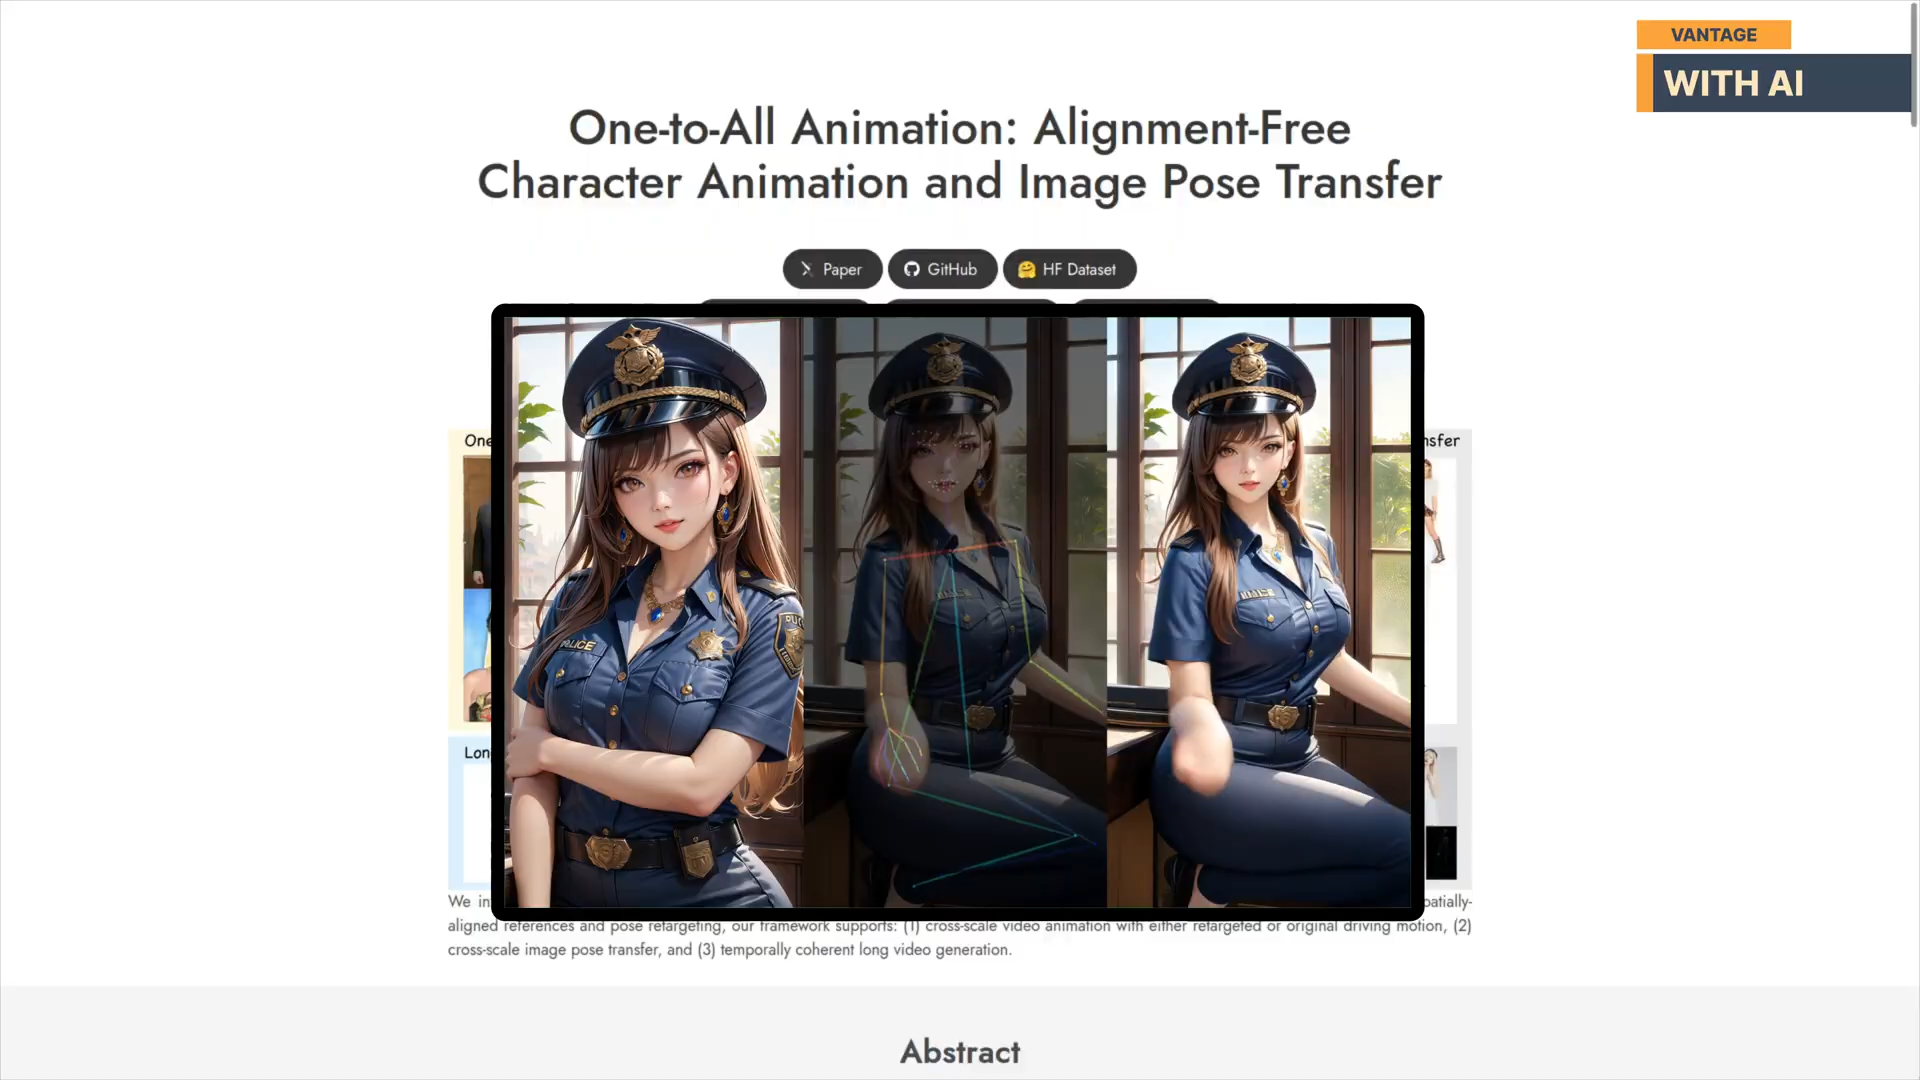 VANTAGE
WITH AI
One-to-All Animation: Alignment-Free
Character Animation and Image Pose Transfer
Paper GitHub HF Dataset
One
nsfer
POLICE
Lon
We in
patially-
aligned references and pose retargeting, our framework supports: (1) cross-scale video animation with either retargeted or original driving motion, (2)
cross-scale image pose transfer, and (3) temporally coherent long video generation.
Abstract